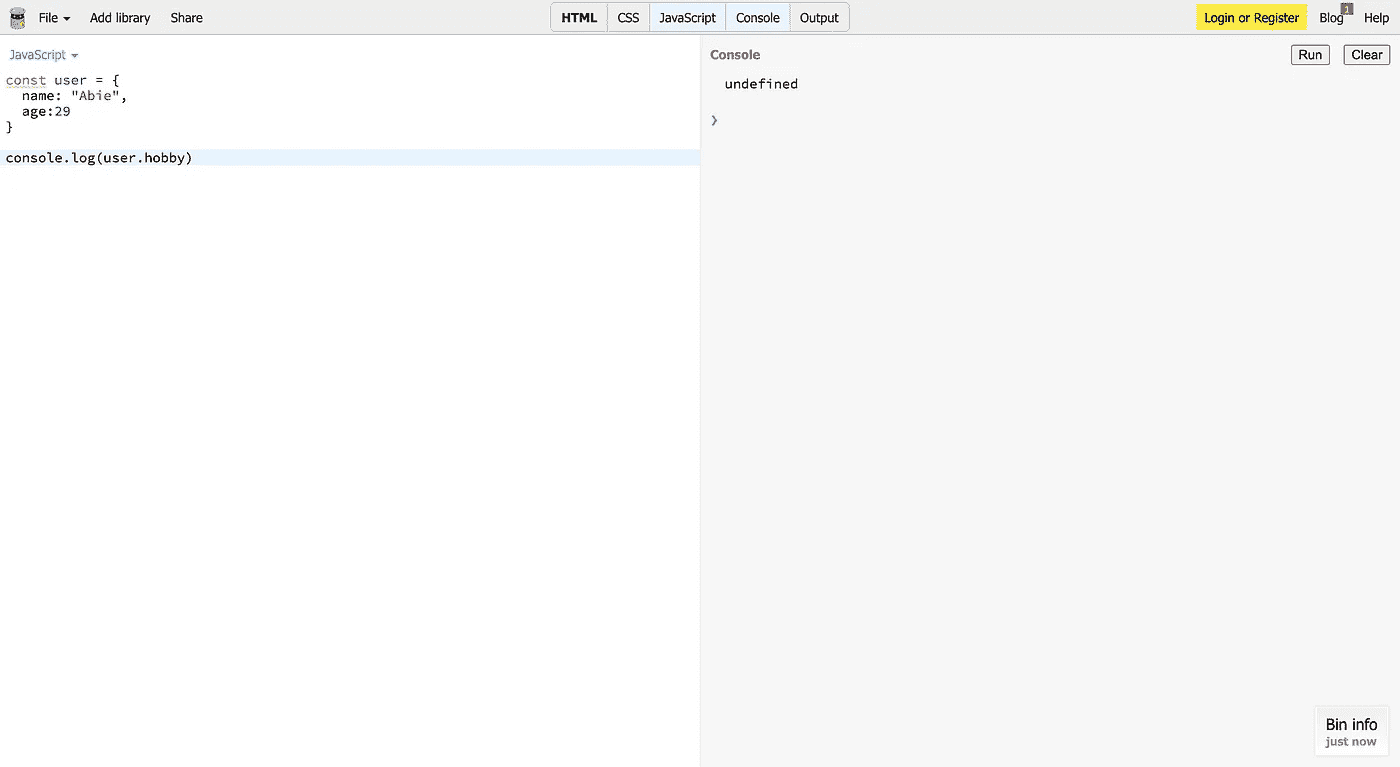 File Add library Share HTML CSS JavaScript Console Output Login or Register Blog 1 Help
JavaScript
const user = {
  name: "Abie",
  age:29
}
console.log(user.hobby)
Console Run Clear
undefined
❯
Bin info
just now